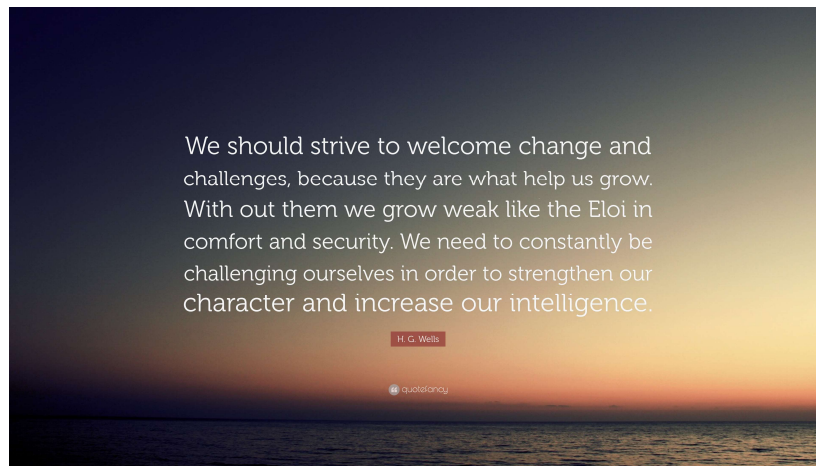 We should strive to welcome change and
challenges, because they are what help us grow.
With out them we grow weak like the Eloi in
comfort and security. We need to constantly be
challenging ourselves in order to strengthen our
character and increase our intelligence.
H. G. Wells
quotefancy